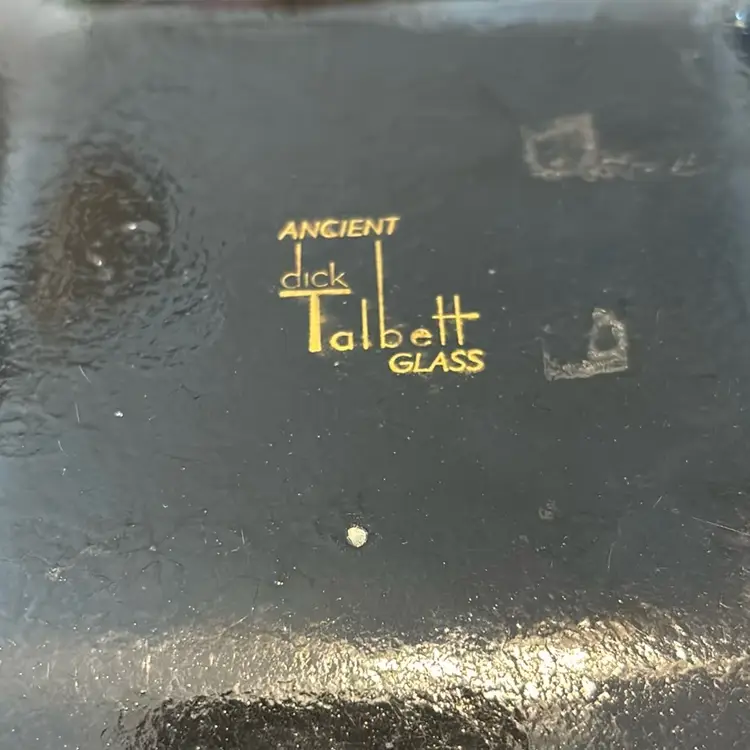 ANCIENT
dick
Talbett
GLASS